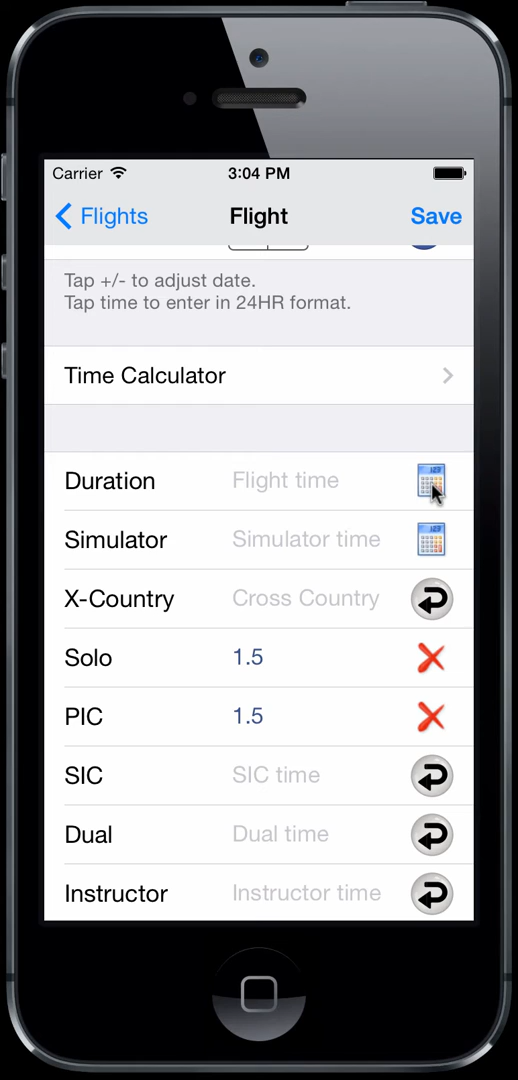 Carrier 3:04 PM
Flights Flight Save
Tap +/- to adjust date.
Tap time to enter in 24HR format.
Time Calculator
Duration Flight time
Simulator Simulator time
X-Country Cross Country
Solo 1.5
PIC 1.5
SIC SIC time
Dual Dual time
Instructor Instructor time